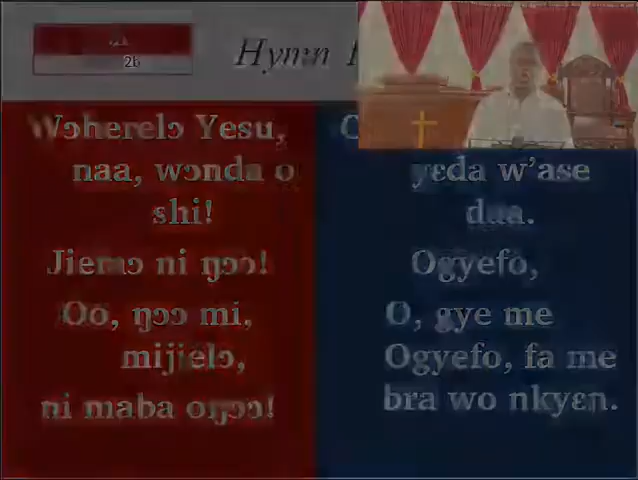 26
Hymn
Wɔherelɔ Yesu,
naa, wɔnda o
shi!
Jiemɔ ni ŋɔɔ!
Oo, ŋɔɔ mi,
mijielɔ,
ni maba oŋɔɔ!
yɛda w'ase
daa.
Ogyefo,
O, gye me
Ogyefo, fa me
bra wo nkyɛn.